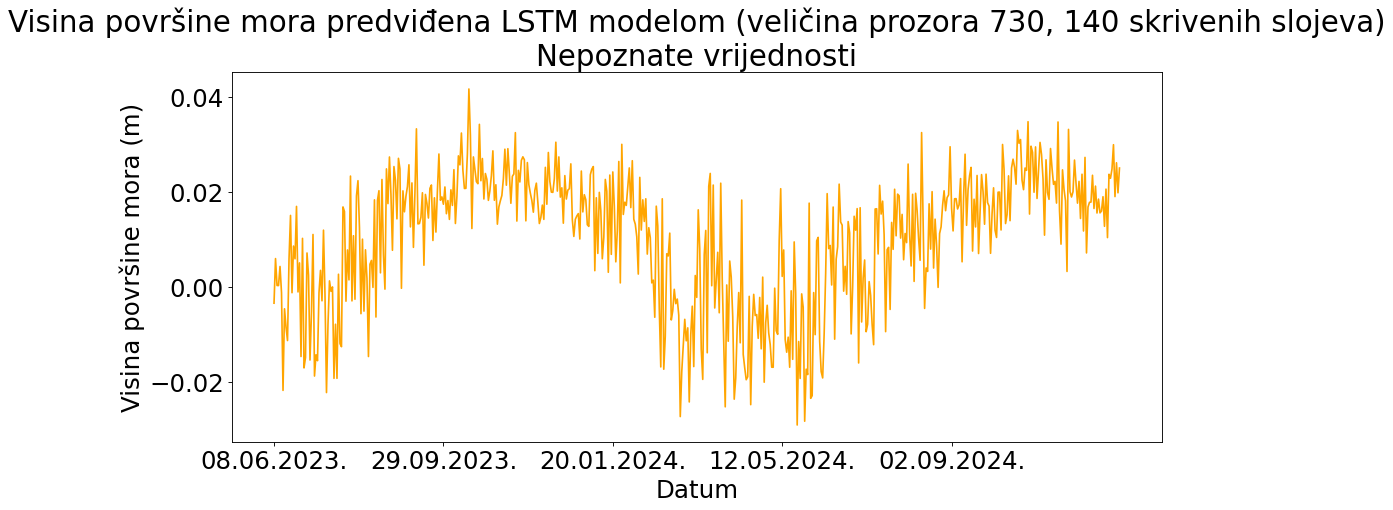 Visina površine mora predviđena LSTM modelom (veličina prozora 730, 140 skrivenih slojeva)
Nepoznate vrijednosti
Visina površine mora (m)
0.04
0.02
0.00
−0.02
08.06.2023. 29.09.2023. 20.01.2024. 12.05.2024. 02.09.2024.
Datum